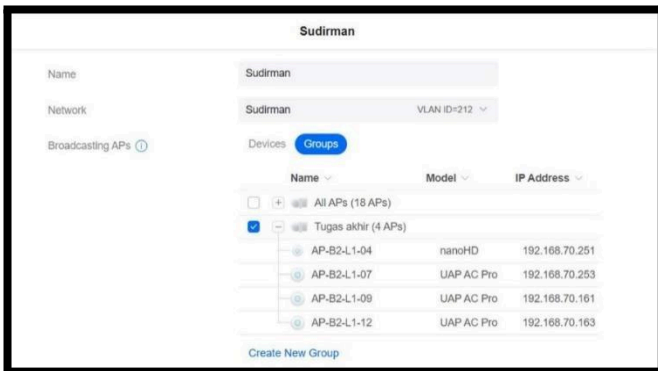 Sudirman
Name Sudirman
Network Sudirman VLAN ID=212
Broadcasting APs Devices Groups
Name Model IP Address
All APs (18 APs)
Tugas akhir (4 APs)
AP-B2-L1-04 nanoHD 192.168.70.251
AP-B2-L1-07 UAP AC Pro 192.168.70.253
AP-B2-L1-09 UAP AC Pro 192.168.70.161
AP-B2-L1-12 UAP AC Pro 192.168.70.163
Create New Group